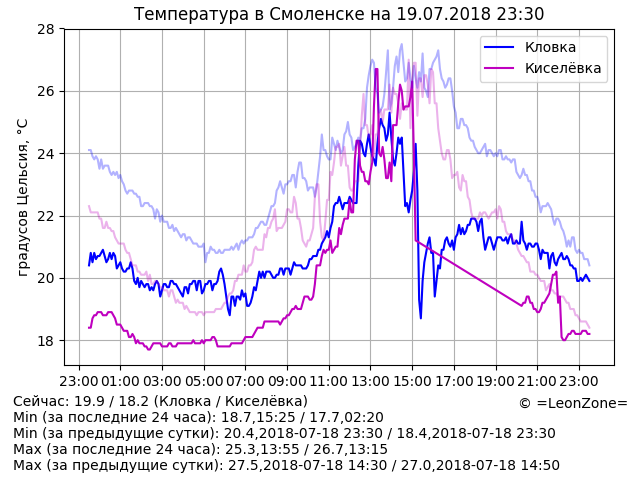 Температура в Смоленске на 19.07.2018 23:30
Кловка
Киселёвка
градусов Цельсия, °C
28
26
24
22
20
18
23:00 01:00 03:00 05:00 07:00 09:00 11:00 13:00 15:00 17:00 19:00 21:00 23:00
Сейчас: 19.9 / 18.2 (Кловка / Киселёвка)
© =LeonZone=
Min (за последние 24 часа): 18.7,15:25 / 17.7,02:20
Min (за предыдущие сутки): 20.4,2018-07-18 23:30 / 18.4,2018-07-18 23:30
Max (за последние 24 часа): 25.3,13:55 / 26.7,13:15
Max (за предыдущие сутки): 27.5,2018-07-18 14:30 / 27.0,2018-07-18 14:50